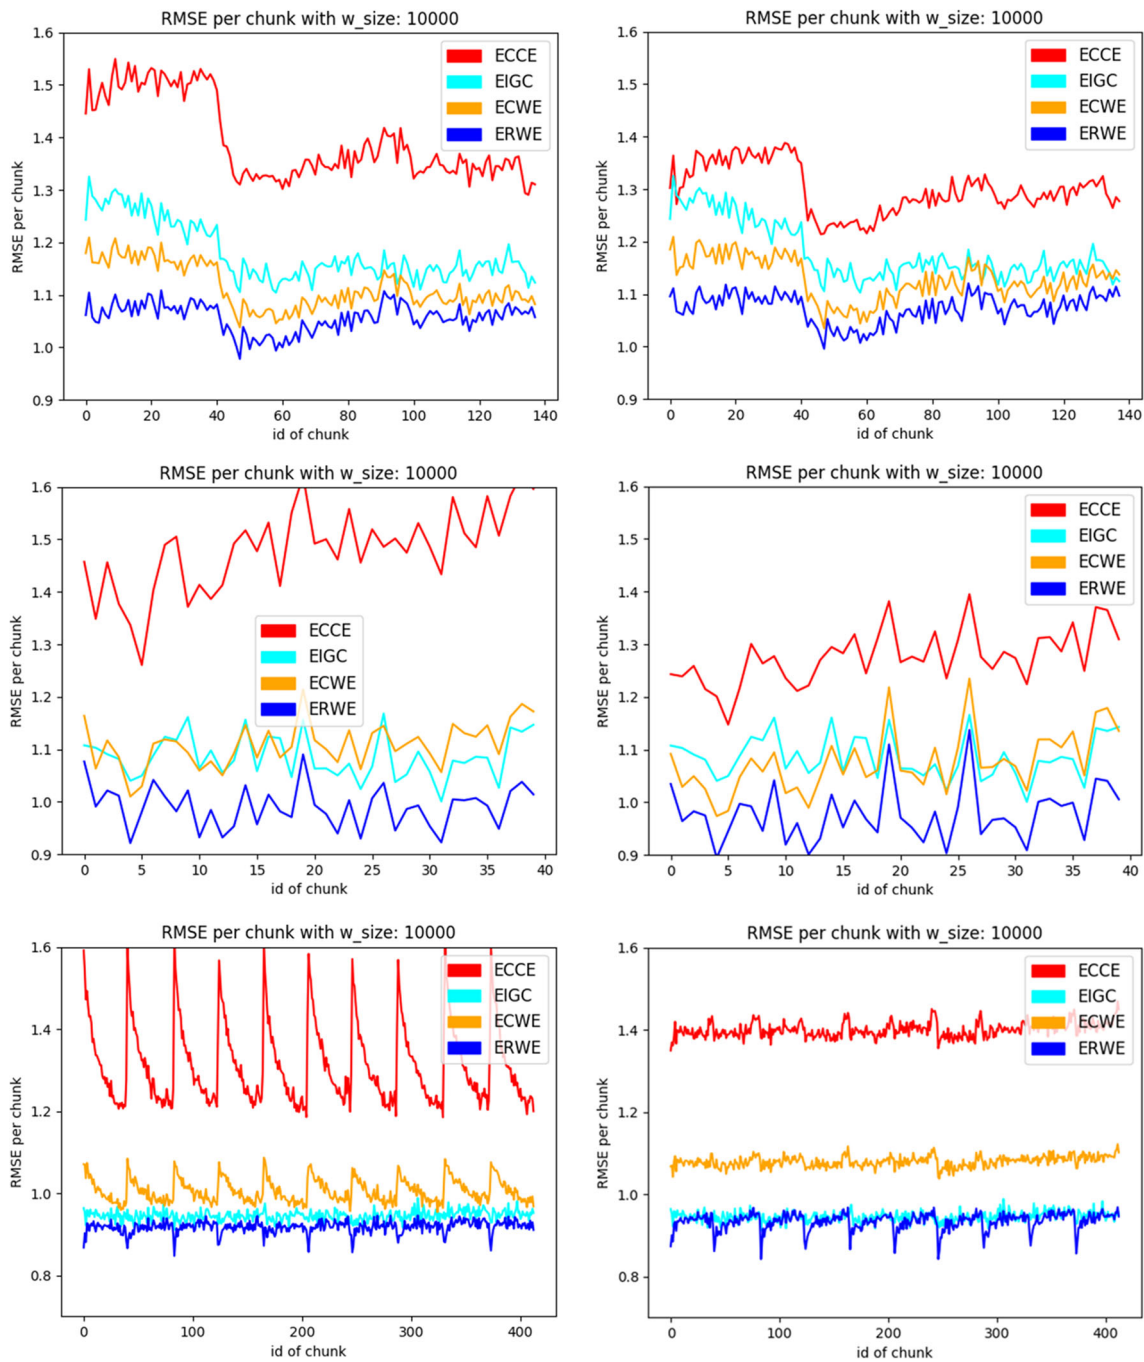 RMSE per chunk with w_size: 10000
1.6
1.5
1.4
1.3
1.2
1.1
1.0
0.9
RMSE per chunk
ECCE
EIGC
ECWE
ERWE
0 20 40 60 80 100 120 140
id of chunk
RMSE per chunk with w_size: 10000
1.6
1.5
1.4
1.3
1.2
1.1
1.0
0.9
RMSE per chunk
ECCE
EIGC
ECWE
ERWE
0 20 40 60 80 100 120 140
id of chunk
RMSE per chunk with w_size: 10000
1.6
1.5
1.4
1.3
1.2
1.1
1.0
0.9
RMSE per chunk
ECCE
EIGC
ECWE
ERWE
0 5 10 15 20 25 30 35 40
id of chunk
RMSE per chunk with w_size: 10000
1.6
1.5
1.4
1.3
1.2
1.1
1.0
0.9
RMSE per chunk
ECCE
EIGC
ECWE
ERWE
0 5 10 15 20 25 30 35 40
id of chunk
RMSE per chunk with w_size: 10000
1.6
1.4
1.2
1.0
0.8
RMSE per chunk
ECCE
EIGC
ECWE
ERWE
0 100 200 300 400
id of chunk
RMSE per chunk with w_size: 10000
1.6
1.4
1.2
1.0
0.8
RMSE per chunk
ECCE
EIGC
ECWE
ERWE
0 100 200 300 400
id of chunk